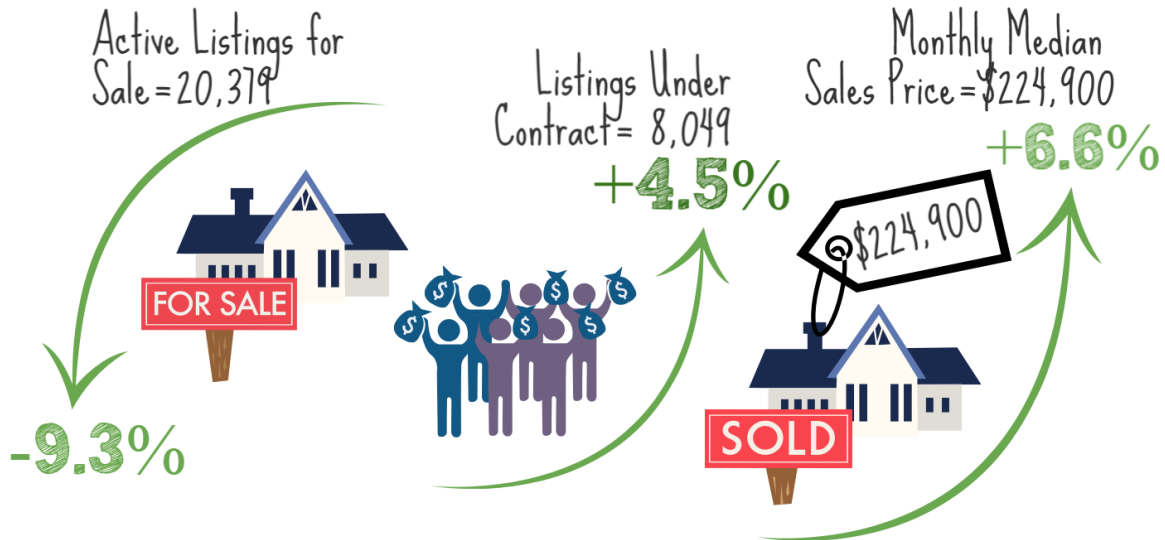 Active Listings for
Sale=20,379
-9.3%
FOR SALE
Listings Under
Contract= 8,049
+4.5%
$ $ $
$ $ $
Monthly Median
Sales Price=$224,900
+6.6%
$224,900
SOLD